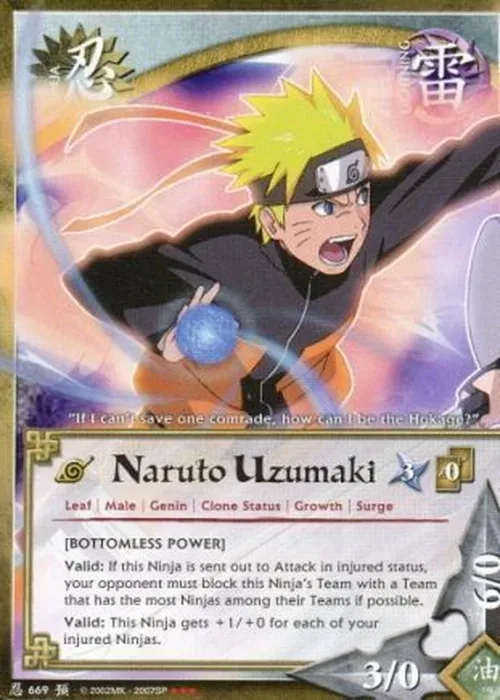 忍
雷
LIGHTNING
"If I can't save one comrade, how can I be the Hokage?"
Naruto Uzumaki 3 0
Leaf | Male | Genin | Clone Status | Growth | Surge
[BOTTOMLESS POWER]
Valid: If this Ninja is sent out to Attack in injured status,
your opponent must block this Ninja's Team with a Team
that has the most Ninjas among their Teams if possible.
Valid: This Ninja gets +1/+0 for each of your
injured Ninjas.
6/0
3/0
油
忍 669 © 2002MK - 2007SP ★★★